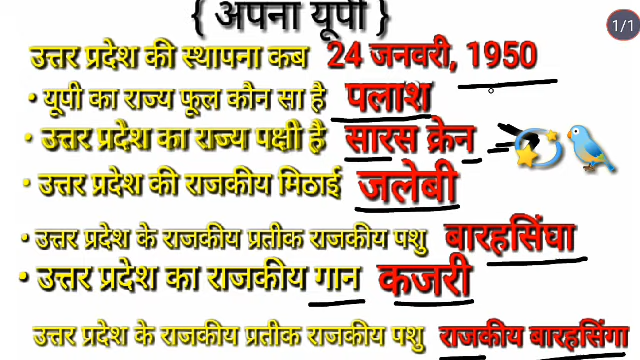 { अपना यूपी }
1/1
उत्तर प्रदेश की स्थापना कब 24 जनवरी, 1950
• यूपी का राज्य फूल कौन सा है पलाश
• उत्तर प्रदेश का राज्य पक्षी है सारस क्रेन
• उत्तर प्रदेश की राजकीय मिठाई जलेबी
• उत्तर प्रदेश के राजकीय प्रतीक राजकीय पशु बारहसिंघा
• उत्तर प्रदेश का राजकीय गान कजरी
उत्तर प्रदेश के राजकीय प्रतीक राजकीय पशु राजकीय बारहसिंगा